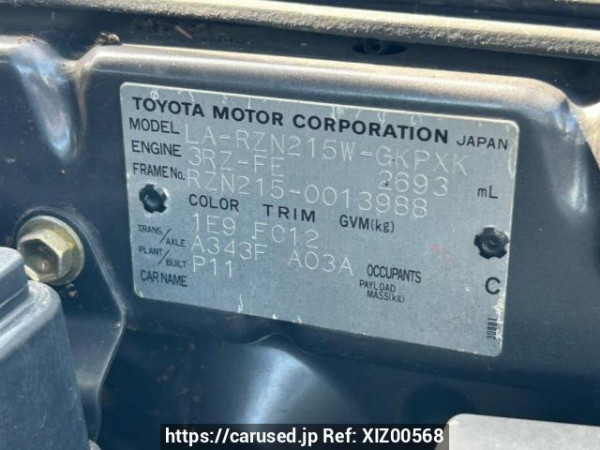 TOYOTA MOTOR CORPORATION JAPAN
MODEL LA-RZN215W-GKPXK
ENGINE 3RZ-FE 2693 mL
FRAME No. RZN215-0013988
COLOR TRIM GVM(kg)
1E9 FC12
TRANS./AXLE A343F A03A
PLANT/BUILT P11 OCCUPANTS C
CAR NAME PAYLOAD MASS(kg)
https://carused.jp Ref: XIZ00568